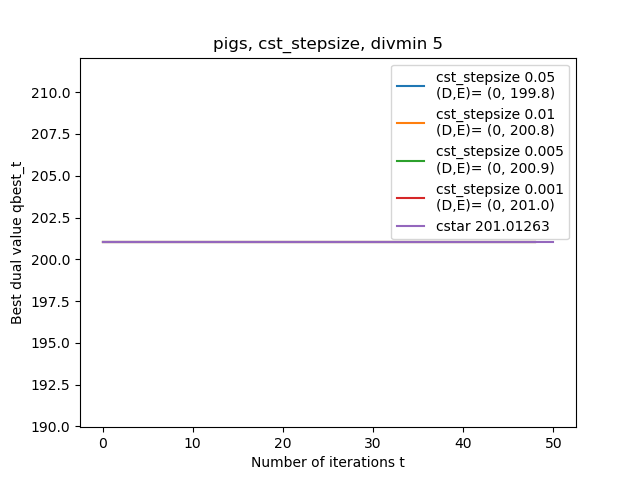 pigs, cst_stepsize, divmin 5
cst_stepsize 0.05
(D,E)= (0, 199.8)
cst_stepsize 0.01
(D,E)= (0, 200.8)
cst_stepsize 0.005
(D,E)= (0, 200.9)
cst_stepsize 0.001
(D,E)= (0, 201.0)
cstar 201.01263
Best dual value qbest_t
210.0
207.5
205.0
202.5
200.0
197.5
195.0
192.5
190.0
0 10 20 30 40 50
Number of iterations t